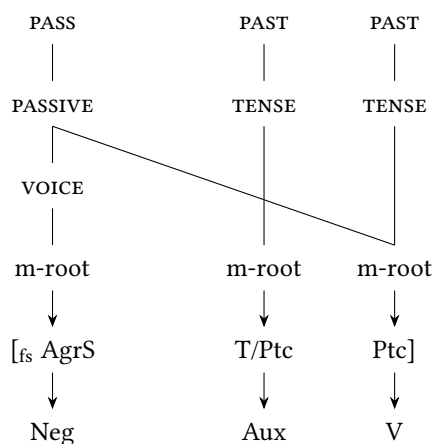 PASS PAST PAST
PASSIVE TENSE TENSE
VOICE
m-root m-root m-root
[fs AgrS T/Ptc Ptc]
Neg Aux V